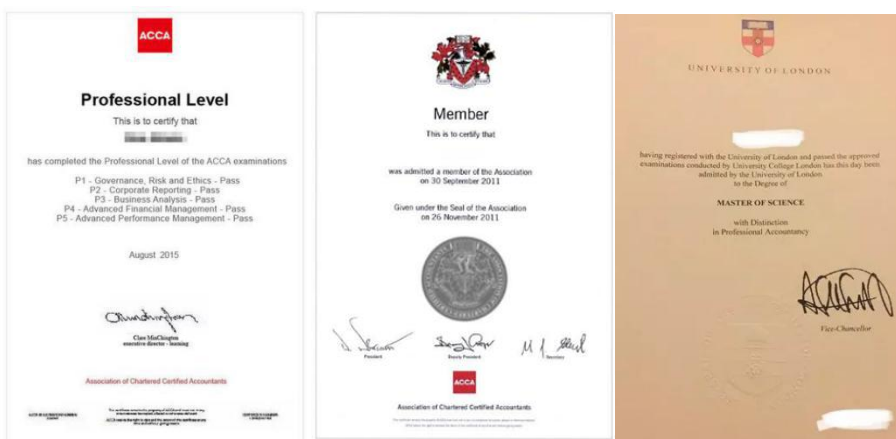 ACCA
Professional Level
This is to certify that
has completed the Professional Level of the ACCA examinations
P1 - Governance, Risk and Ethics - Pass
P2 - Corporate Reporting - Pass
P3 - Business Analysis - Pass
P4 - Advanced Financial Management - Pass
P5 - Advanced Performance Management - Pass
August 2015
executive director - learning
Association of Chartered Certified Accountants
Member
This is to certify that
was admitted a member of the Association
on 30 September 2011
Given under the Seal of the Association
on 26 November 2011
President
Deputy President
Secretary
ACCA
Association of Chartered Certified Accountants
UNIVERSITY OF LONDON
having registered with the University of London and passed the approved
examinations conducted by University College London has this day been
admitted by the University of London
to the Degree of
MASTER OF SCIENCE
with Distinction
in Professional Accountancy
Vice-Chancellor